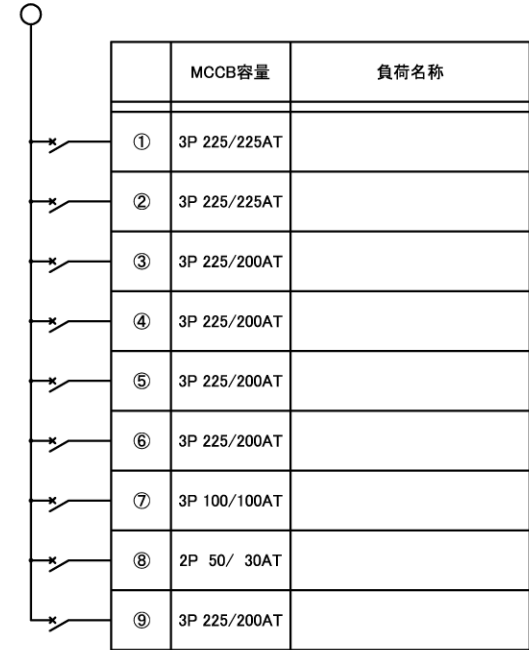 MCCB容量 負荷名称
① 3P 225/225AT
② 3P 225/225AT
③ 3P 225/200AT
④ 3P 225/200AT
⑤ 3P 225/200AT
⑥ 3P 225/200AT
⑦ 3P 100/100AT
⑧ 2P 50/ 30AT
⑨ 3P 225/200AT